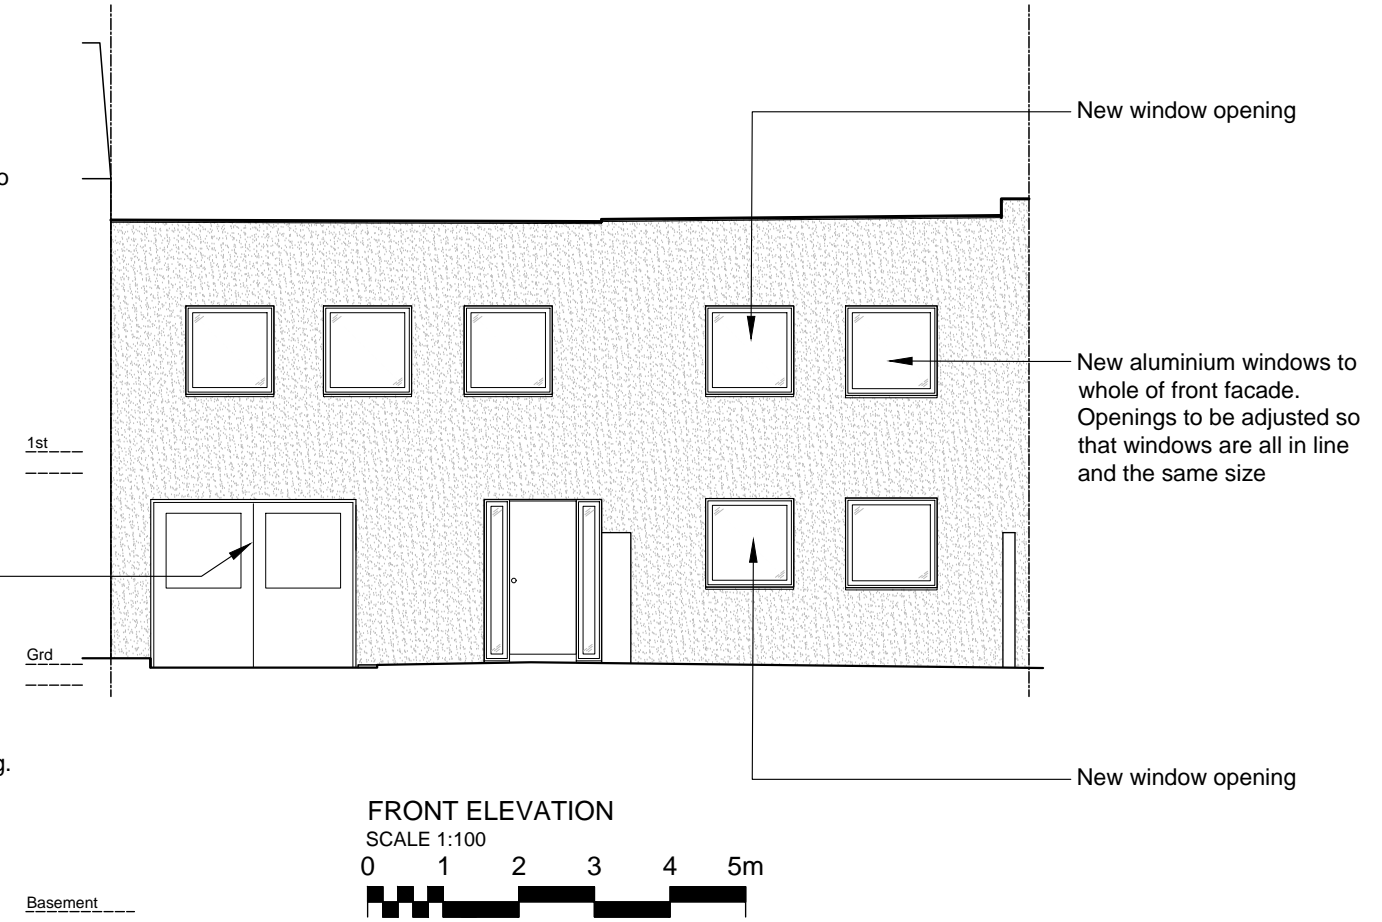 New window opening
o
New aluminium windows to
whole of front facade.
Openings to be adjusted so
that windows are all in line
and the same size
1st
Grd
g.
New window opening
FRONT ELEVATION
SCALE 1:100
0 1 2 3 4 5m
Basement